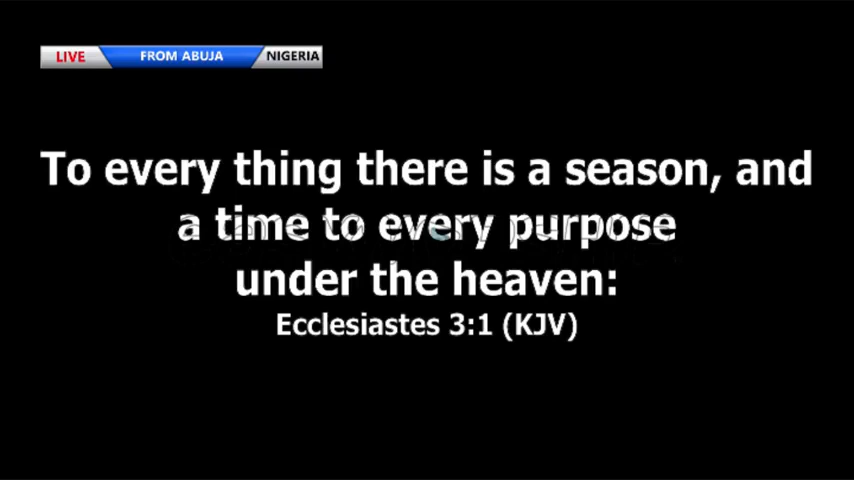 LIVE FROM ABUJA NIGERIA
To every thing there is a season, and
a time to every purpose
under the heaven:
Ecclesiastes 3:1 (KJV)